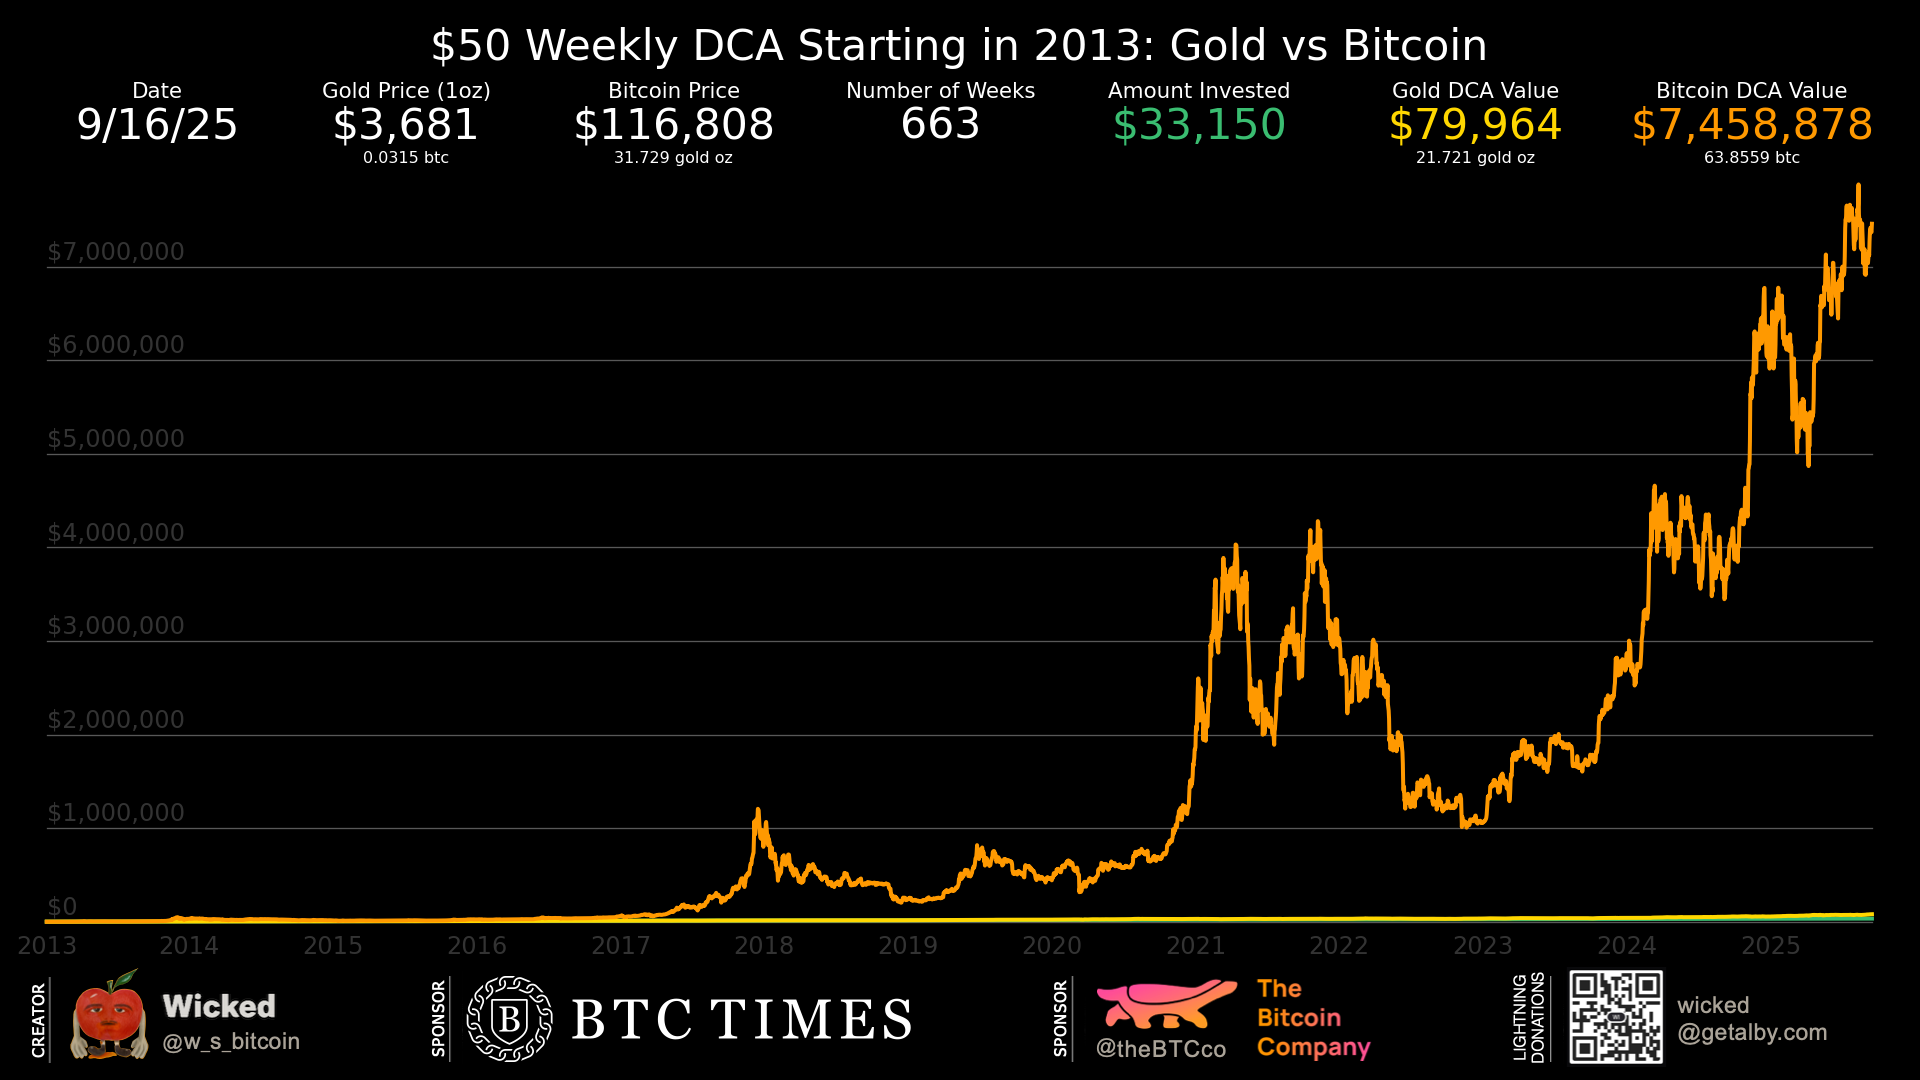 $50 Weekly DCA Starting in 2013: Gold vs Bitcoin
Date
9/16/25
Gold Price (1oz)
$3,681
0.0315 btc
Bitcoin Price
$116,808
31.729 gold oz
Number of Weeks
663
Amount Invested
$33,150
Gold DCA Value
$79,964
21.721 gold oz
Bitcoin DCA Value
$7,458,878
63.8559 btc
$7,000,000
$6,000,000
$5,000,000
$4,000,000
$3,000,000
$2,000,000
$1,000,000
$0
2013 2014 2015 2016 2017 2018 2019 2020 2021 2022 2023 2024 2025
CREATOR
Wicked
@w_s_bitcoin
SPONSOR
B
BTC TIMES
SPONSOR
@theBTCco
The
Bitcoin
Company
LIGHTNING
DONATIONS
wicked
@getalby.com